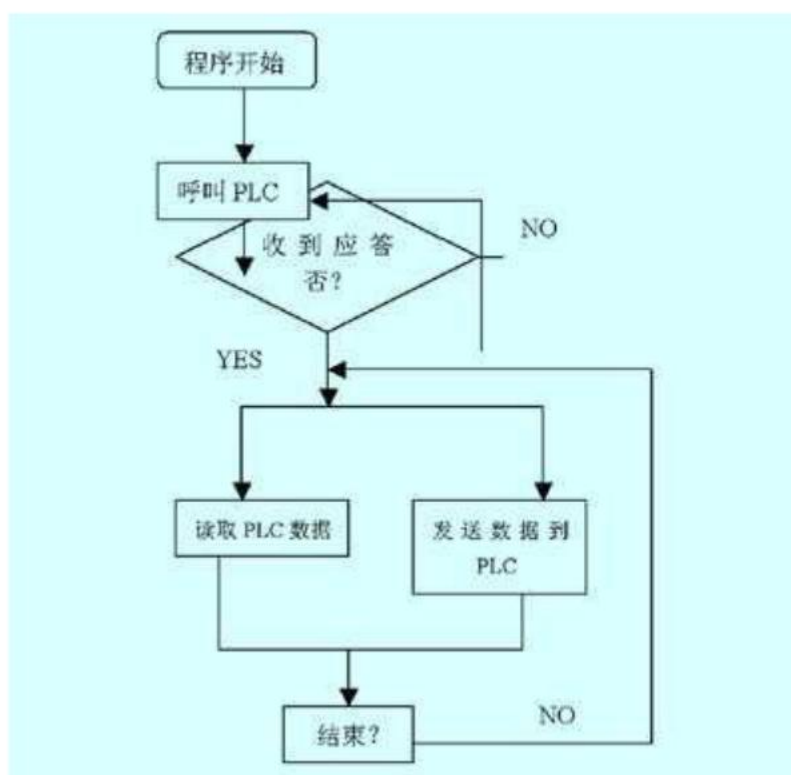 程序开始
呼叫 PLC
收到应答
否?
NO
YES
读取 PLC 数据
发送数据到
PLC
结束?
NO